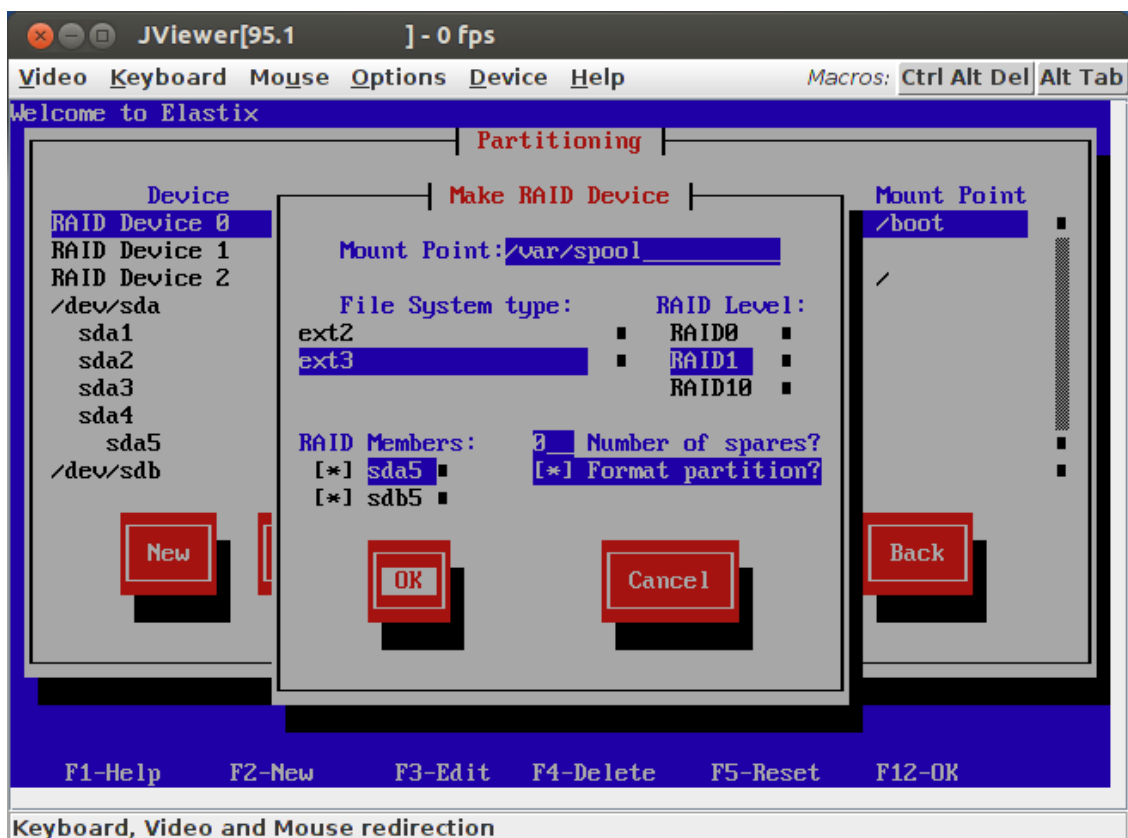 JViewer[95.1 ] - 0 fps
Video Keyboard Mouse Options Device Help Macros: Ctrl Alt Del Alt Tab
Welcome to Elastix
Partitioning
Device Mount Point
Make RAID Device
RAID Device 0 /boot
RAID Device 1
Mount Point:/var/spool__________
RAID Device 2 /
/dev/sda
File System type: RAID Level:
sda1 ext2 RAID0
sda2 ext3 RAID1
sda3 RAID10
sda4
sda5 RAID Members: 0__ Number of spares?
/dev/sdb [*] sda5 [*] Format partition?
[*] sdb5
New OK Cancel Back
F1-Help F2-New F3-Edit F4-Delete F5-Reset F12-OK
Keyboard, Video and Mouse redirection